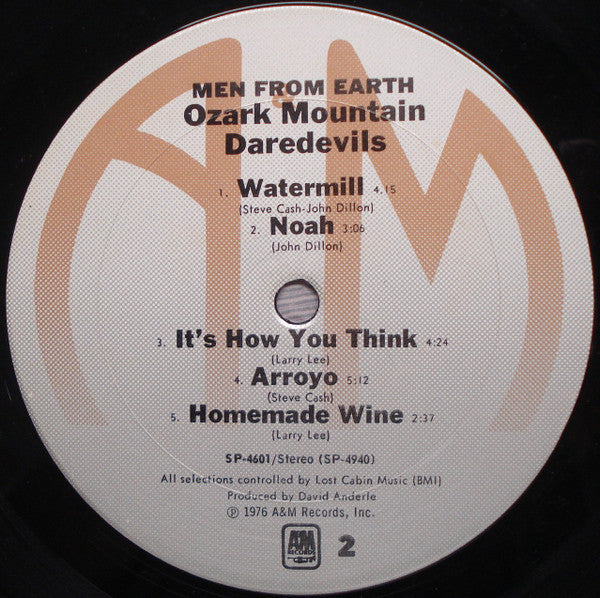 MEN FROM EARTH
Ozark Mountain
Daredevils
1. Watermill 4.15
(Steve Cash-John Dillon)
2. Noah 3:06
(John Dillon)
3. It's How You Think 4:24
(Larry Lee)
4. Arroyo 5:12
(Steve Cash)
5. Homemade Wine 2:37
(Larry Lee)
SP-4601/Stereo (SP-4940)
All selections controlled by Lost Cabin Music (BMI)
Produced by David Anderle
℗ 1976 A&M Records, Inc.
A&M
RECORDS
2